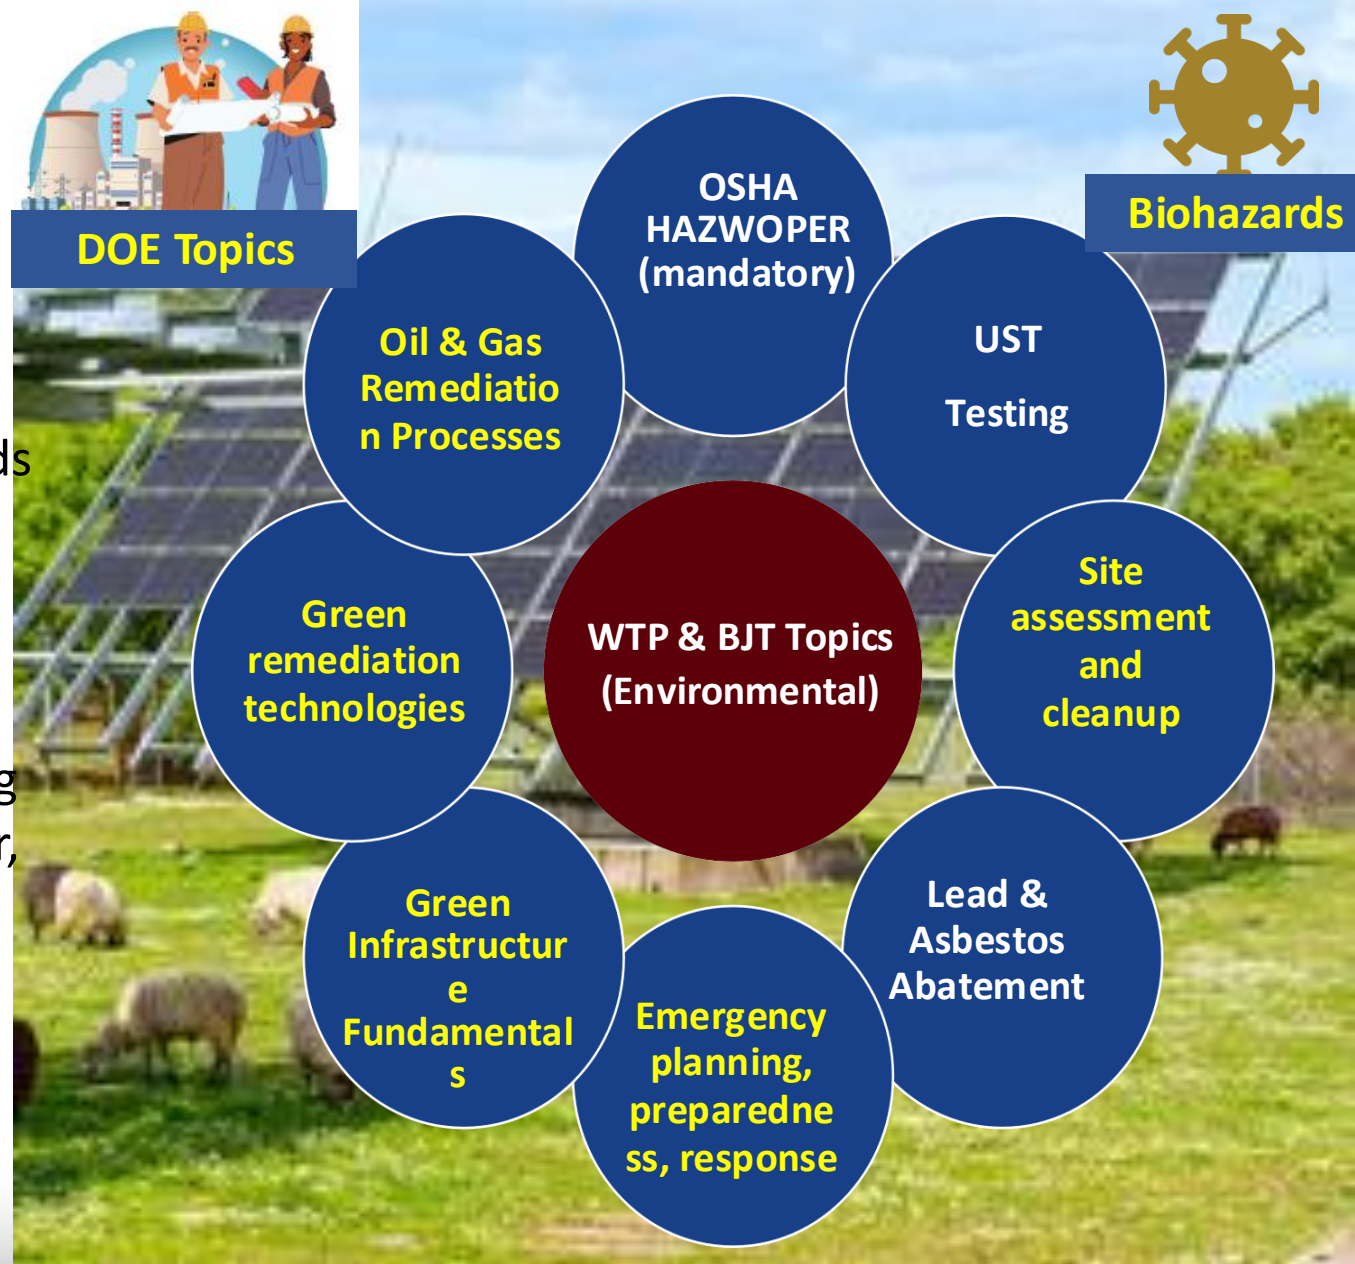 DOE Topics
Biohazards
OSHA
HAZWOPER
(mandatory)
UST
Testing
Site
assessment
and
cleanup
Lead &
Asbestos
Abatement
Emergency
planning,
preparedne
ss, response
Green
Infrastructur
e
Fundamental
s
Green
remediation
technologies
Oil & Gas
Remediatio
n Processes
WTP & BJT Topics
(Environmental)
ds
g
r,